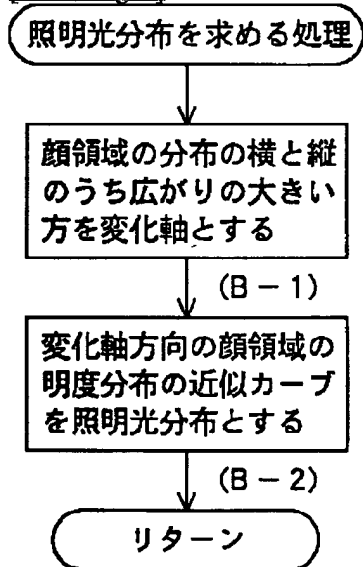 照明光分布を求める処理
顔領域の分布の横と縦
のうち広がりの大きい
方を変化軸とする
(B-1)
変化軸方向の顔領域の
明度分布の近似カーブ
を照明光分布とする
(B-2)
リターン